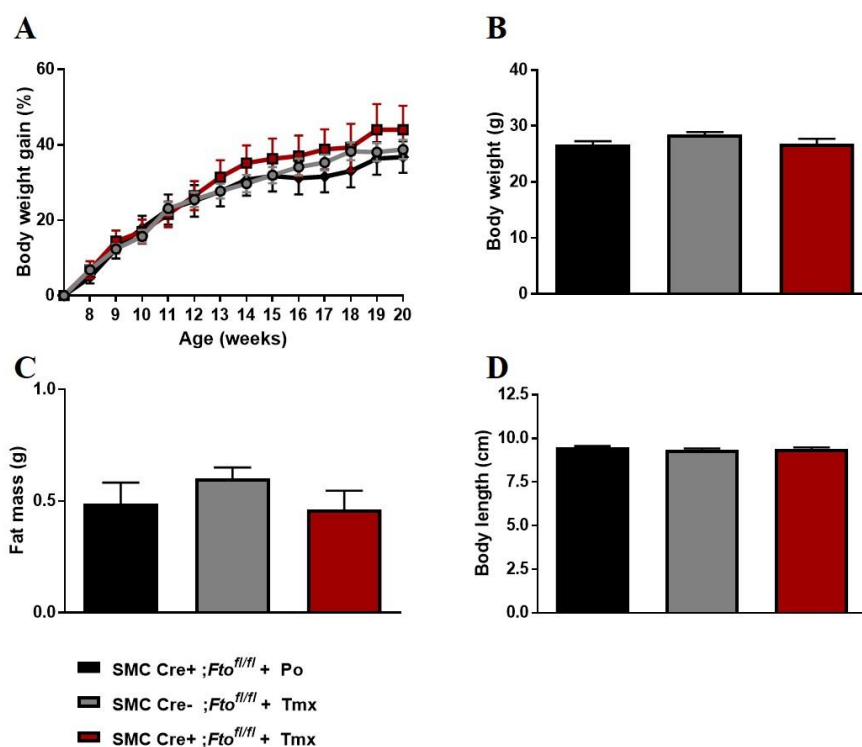 A
Body weight gain (%)
60
40
20
0
8 9 10 11 12 13 14 15 16 17 18 19 20
Age (weeks)
B
Body weight (g)
40
30
20
10
0
C
Fat mass (g)
1.0
0.5
0.0
D
Body length (cm)
12.5
10.0
7.5
5.0
2.5
0.0
SMC Cre+ ;Fto^fl/fl + Po
SMC Cre- ;Fto^fl/fl + Tmx
SMC Cre+ ;Fto^fl/fl + Tmx